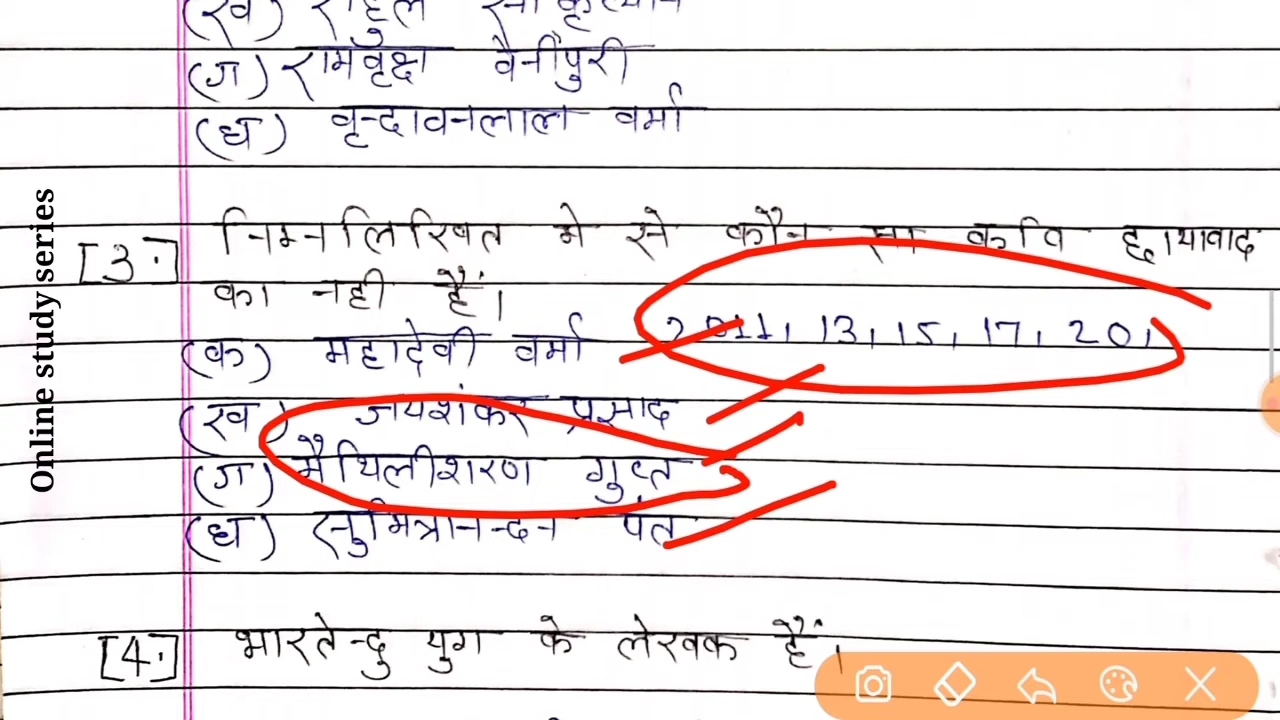 (ख) राहुल सांकृत्यान
(ग) रामवृक्ष वेनीपुरी
(घ) वृन्दावनलाल वर्मा
Online study series
[3.] निम्नलिखित मे से कौन सा कवि छायावाद
का नही हैं।
2011, 13, 15, 17, 20,
(क) महादेवी वर्मा
(ख) जयशंकर प्रसाद
(ग) मैथिलीशरण गुप्त
(घ) सुमित्रानन्दन पंत
[4.] भारतेन्दु युग के लेखक हैं।